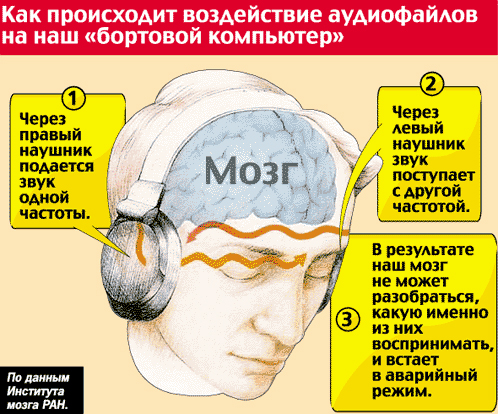 Как происходит воздействие аудиофайлов
на наш «бортовой компьютер»
1
Через
правый
наушник
подается
звук
одной
частоты.
2
Через
левый
наушник
звук
поступает
с другой
частотой.
Мозг
3
В результате
наш мозг
не может
разобраться,
какую именно
из них
воспринимать,
и встает
в аварийный
режим.
По данным
Института
мозга РАН.